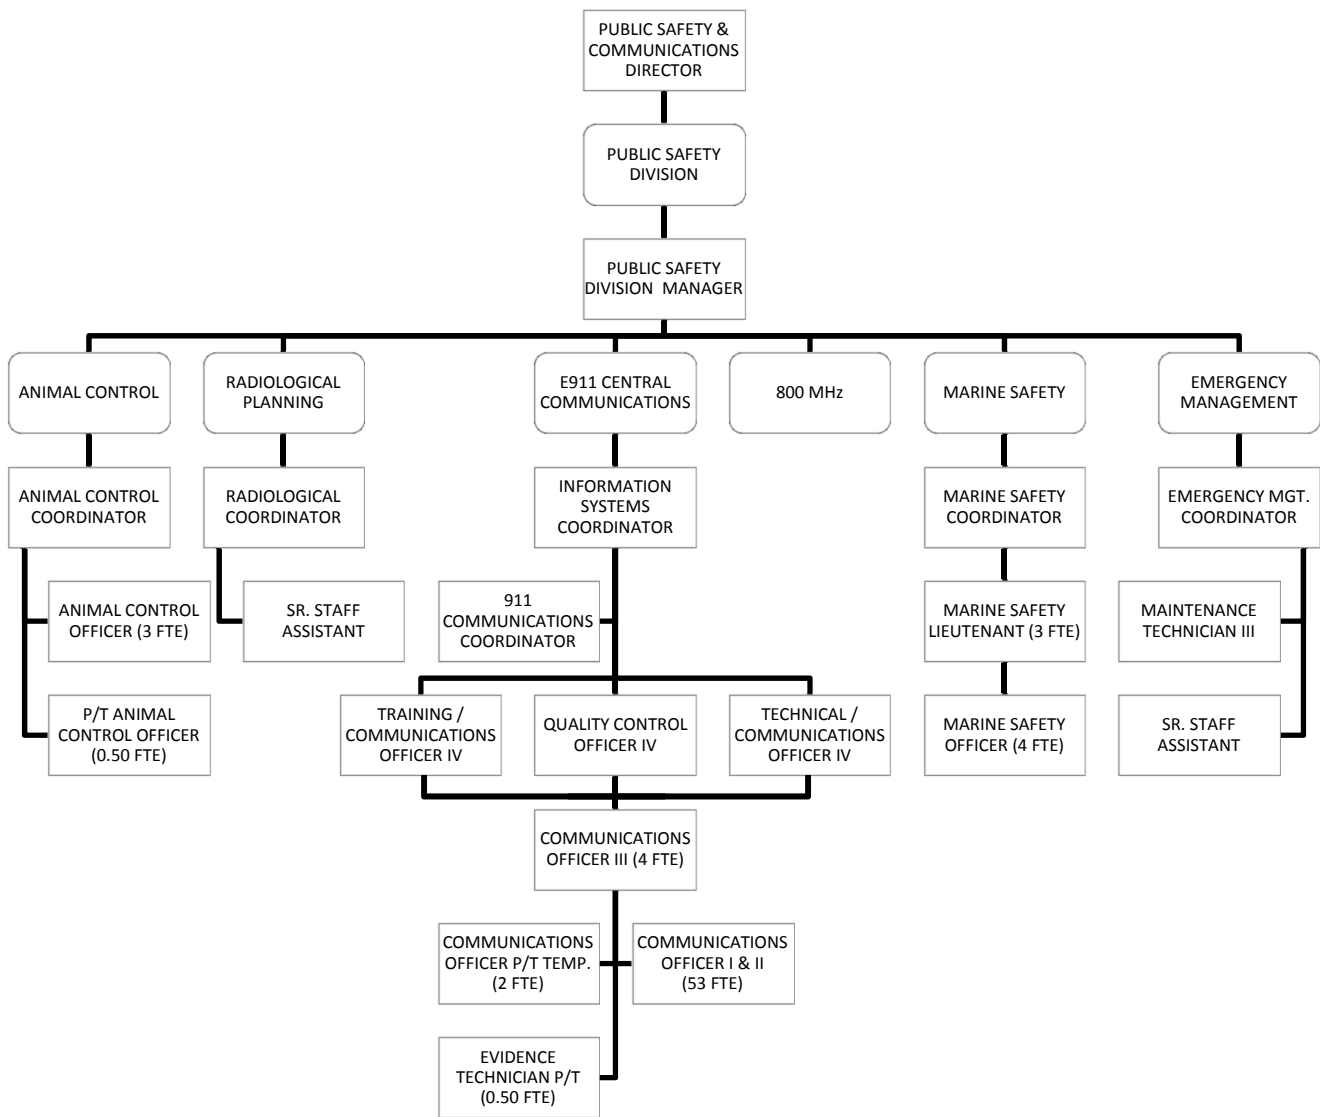 PUBLIC SAFETY &
COMMUNICATIONS
DIRECTOR
PUBLIC SAFETY
DIVISION
PUBLIC SAFETY
DIVISION MANAGER
ANIMAL CONTROL
RADIOLOGICAL
PLANNING
E911 CENTRAL
COMMUNICATIONS
800 MHz
MARINE SAFETY
EMERGENCY
MANAGEMENT
ANIMAL CONTROL
COORDINATOR
RADIOLOGICAL
COORDINATOR
INFORMATION
SYSTEMS
COORDINATOR
MARINE SAFETY
COORDINATOR
EMERGENCY MGT.
COORDINATOR
ANIMAL CONTROL
OFFICER (3 FTE)
SR. STAFF
ASSISTANT
911
COMMUNICATIONS
COORDINATOR
MARINE SAFETY
LIEUTENANT (3 FTE)
MAINTENANCE
TECHNICIAN III
P/T ANIMAL
CONTROL OFFICER
(0.50 FTE)
TRAINING /
COMMUNICATIONS
OFFICER IV
QUALITY CONTROL
OFFICER IV
TECHNICAL /
COMMUNICATIONS
OFFICER IV
MARINE SAFETY
OFFICER (4 FTE)
SR. STAFF
ASSISTANT
COMMUNICATIONS
OFFICER III (4 FTE)
COMMUNICATIONS
OFFICER P/T TEMP.
(2 FTE)
COMMUNICATIONS
OFFICER I & II
(53 FTE)
EVIDENCE
TECHNICIAN P/T
(0.50 FTE)